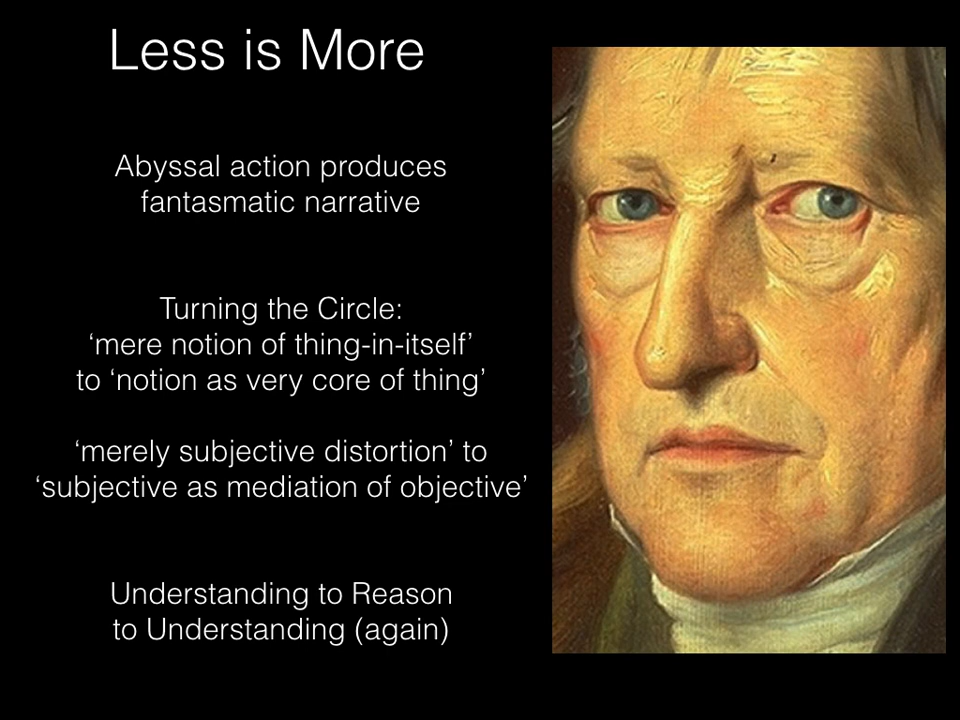 Less is More
Abyssal action produces
fantasmatic narrative
Turning the Circle:
‘mere notion of thing-in-itself’
to ‘notion as very core of thing’
‘merely subjective distortion’ to
‘subjective as mediation of objective’
Understanding to Reason
to Understanding (again)